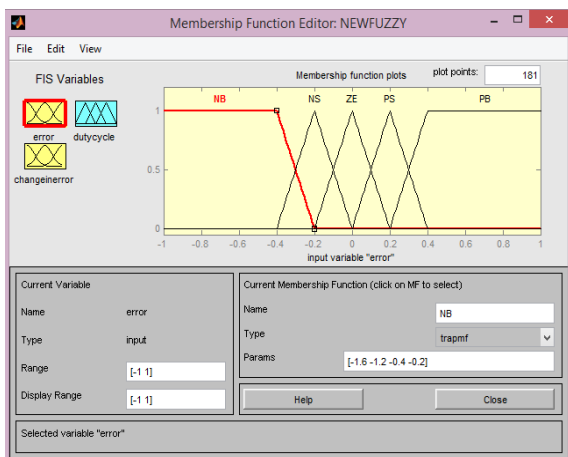 Membership Function Editor: NEWFUZZY
File Edit View
FIS Variables
error dutycycle
changeinerror
Membership function plots plot points: 181
NB NS ZE PS PB
1
0.5
0
-1 -0.8 -0.6 -0.4 -0.2 0 0.2 0.4 0.6 0.8 1
input variable "error"
Current Variable
Name error
Type input
Range [-1 1]
Display Range [-1 1]
Current Membership Function (click on MF to select)
Name NB
Type trapmf
Params [-1.6 -1.2 -0.4 -0.2]
Help Close
Selected variable "error"